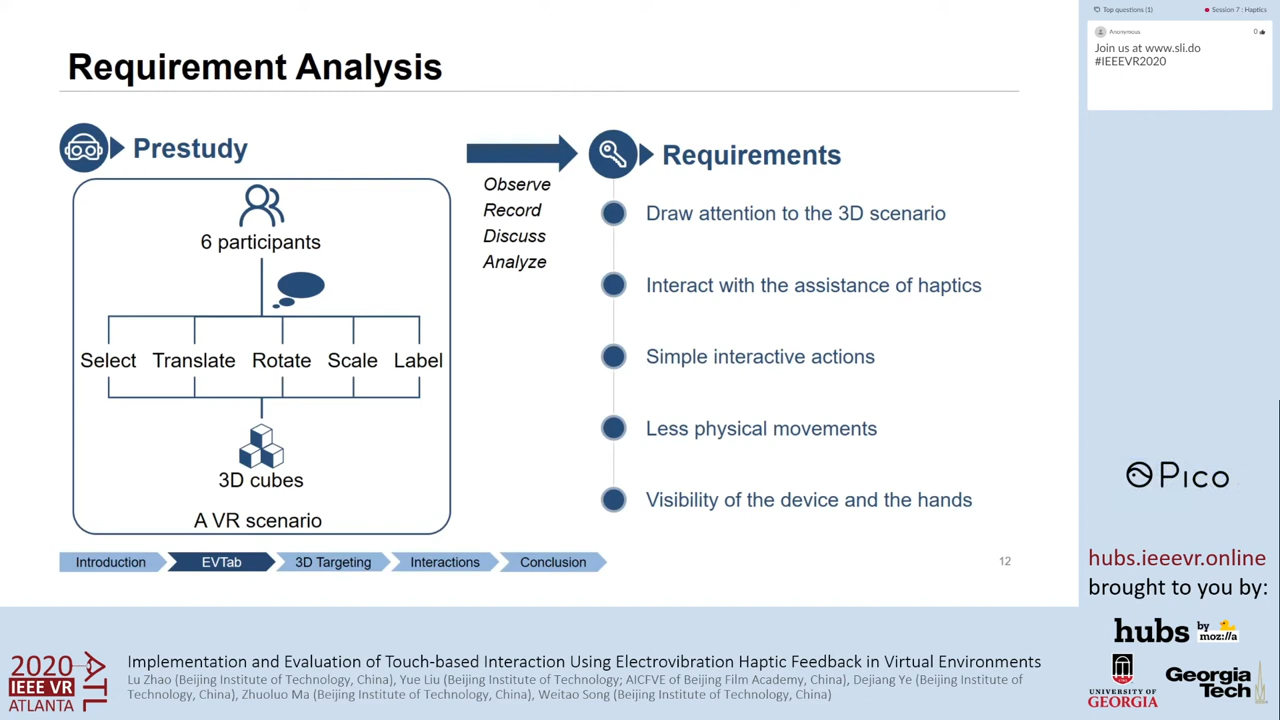 Requirement Analysis
Prestudy
6 participants
Select Translate Rotate Scale Label
3D cubes
A VR scenario
Observe
Record
Discuss
Analyze
Requirements
Draw attention to the 3D scenario
Interact with the assistance of haptics
Simple interactive actions
Less physical movements
Visibility of the device and the hands
Introduction EVTab 3D Targeting Interactions Conclusion
12
Top questions (1) Session 7 : Haptics
Anonymous 0
Join us at www.sli.do
#IEEEVR2020
Pico
hubs.ieeevr.online
brought to you by:
hubs by moz://a
UNIVERSITY OF
GEORGIA
Georgia
Tech
2020
IEEE VR
ATLANTA
ATL
Implementation and Evaluation of Touch-based Interaction Using Electrovibration Haptic Feedback in Virtual Environments
Lu Zhao (Beijing Institute of Technology, China), Yue Liu (Beijing Institute of Technology; AICFVE of Beijing Film Academy, China), Dejiang Ye (Beijing Institute of
Technology, China), Zhuoluo Ma (Beijing Institute of Technology, China), Weitao Song (Beijing Institute of Technology, China)